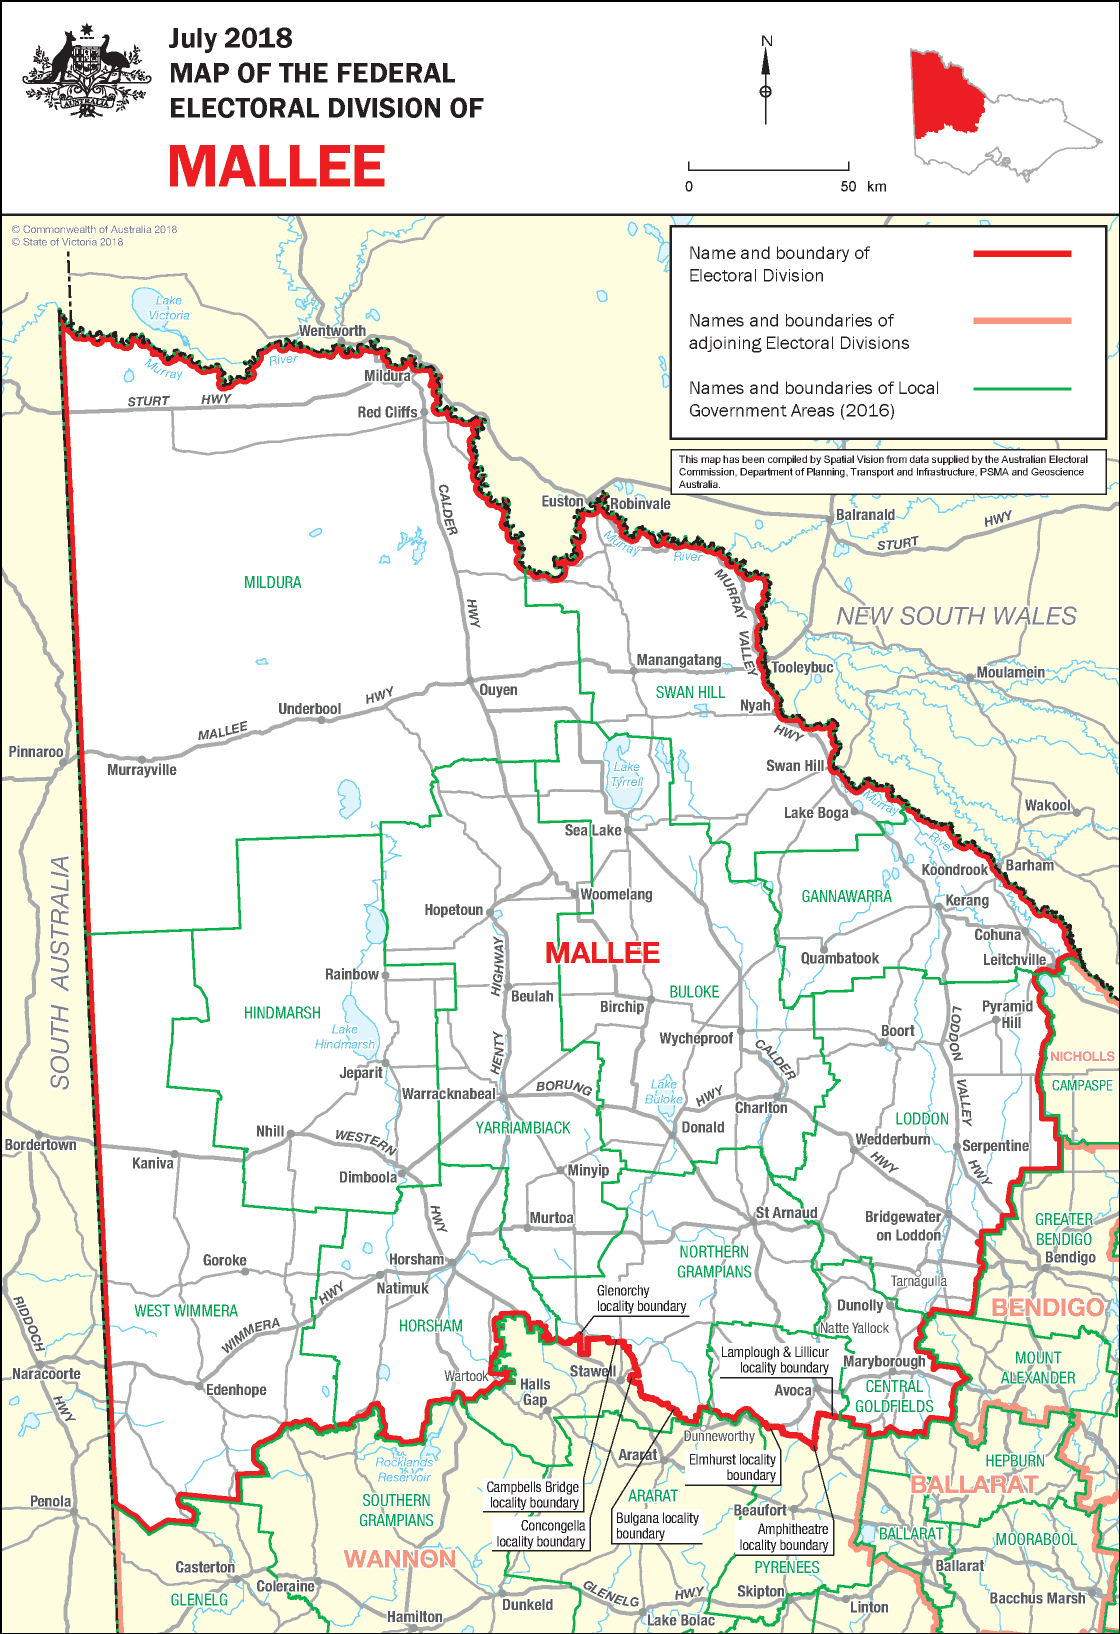 July 2018
MAP OF THE FEDERAL
ELECTORAL DIVISION OF
MALLEE
AUSTRALIA
N
0
50 km
© Commonwealth of Australia 2018
© State of Victoria 2018
Name and boundary of
Electoral Division
Names and boundaries of
adjoining Electoral Divisions
Names and boundaries of Local
Government Areas (2016)
This map has been compiled by Spatial Vision from data supplied by the Australian Electoral
Commission, Department of Planning, Transport and Infrastructure, PSMA and Geoscience
Australia.
Lake
Victoria
Wentworth
Murray
River
Mildura
STURT HWY
Red Cliffs
CALDER
HWY
Euston
Robinvale
Balranald
STURT
HWY
Murray
River
MURRAY
VALLEY
HWY
MILDURA
NEW SOUTH WALES
Manangatang
Tooleybuc
Moulamein
SWAN HILL
Ouyen
Nyah
Underbool
MALLEE
HWY
Pinnaroo
Murrayville
Lake
Tyrrell
Swan Hill
Lake Boga
Murray
River
Wakool
Sea Lake
Koondrook
Barham
SOUTH AUSTRALIA
Woomelang
GANNAWARRA
Kerang
Hopetoun
Cohuna
MALLEE
Quambatook
Leitchville
Rainbow
HIGHWAY
Beulah
BULOKE
Birchip
Pyramid
Hill
HINDMARSH
Lake
Hindmarsh
Wycheproof
Boort
LODDON
VALLEY
HWY
NICHOLLS
CAMPASPE
Jeparit
HENTY
CALDER
Warracknabeal
BORUNG
HWY
Lake
Buloke
Charlton
LODDON
YARRIAMBIACK
Donald
Nhill
WESTERN
HWY
Bordertown
Kaniva
Wedderburn
HWY
Serpentine
Dimboola
Minyip
Murtoa
St Arnaud
Bridgewater
on Loddon
GREATER
BENDIGO
Bendigo
Goroke
Horsham
NORTHERN
GRAMPIANS
Natimuk
Tarnagulla
Glenorchy
locality boundary
RIDDOCH
HWY
WEST WIMMERA
WIMMERA
HWY
HORSHAM
Dunolly
BENDIGO
Natte Yallock
Lamplough & Lillicur
locality boundary
Maryborough
MOUNT
ALEXANDER
Naracoorte
Edenhope
Wartook
Halls
Gap
Stawell
Avoca
CENTRAL
GOLDFIELDS
Dunneworthy
Rocklands
Reservoir
Ararat
Elmhurst locality
boundary
HEPBURN
BALLARAT
Penola
SOUTHERN
GRAMPIANS
Campbells Bridge
locality boundary
ARARAT
Beaufort
Concongella
locality boundary
Bulgana locality
boundary
Amphitheatre
locality boundary
BALLARAT
MOORABOOL
WANNON
Casterton
Coleraine
PYRENEES
Ballarat
GLENELG
GLENELG
HWY
Skipton
Bacchus Marsh
Dunkeld
Linton
Hamilton
Lake Bolac